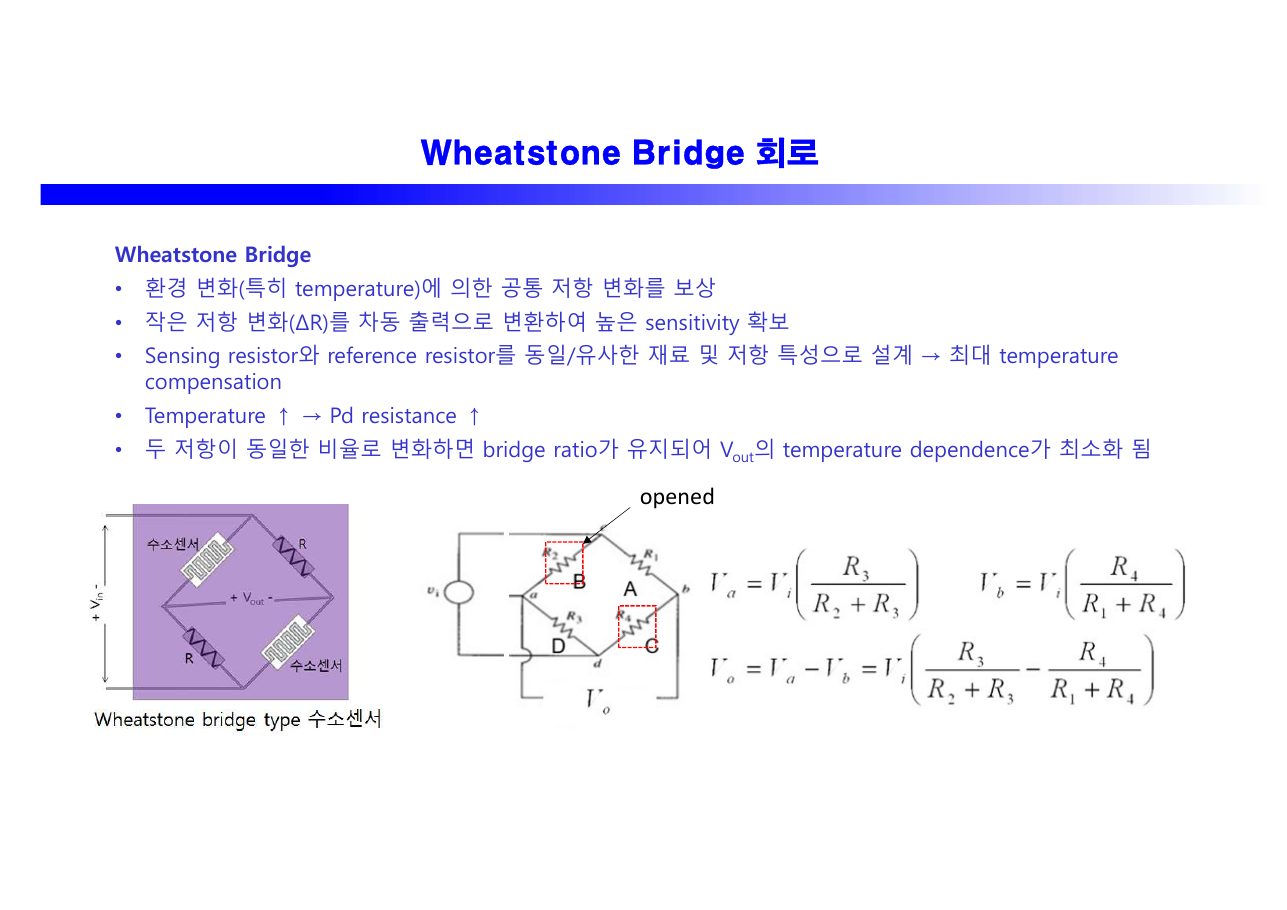 Wheatstone Bridge 회로
Wheatstone Bridge
• 환경 변화(특히 temperature)에 의한 공통 저항 변화를 보상
• 작은 저항 변화(ΔR)를 차동 출력으로 변환하여 높은 sensitivity 확보
• Sensing resistor와 reference resistor를 동일/유사한 재료 및 저항 특성으로 설계 → 최대 temperature
compensation
• Temperature ↑ → Pd resistance ↑
• 두 저항이 동일한 비율로 변화하면 bridge ratio가 유지되어 Vout의 temperature dependence가 최소화 됨
수소센서
R
+ Vin -
+ Vout -
R
수소센서
Wheatstone bridge type 수소센서
opened
c
R2
R1
B
A
vi
a
b
R3
R4
D
C
d
Vo
Va = Vi(R3 / (R2 + R3))
Vb = Vi(R4 / (R1 + R4))
Vo = Va − Vb = Vi(R3 / (R2 + R3) − R4 / (R1 + R4))